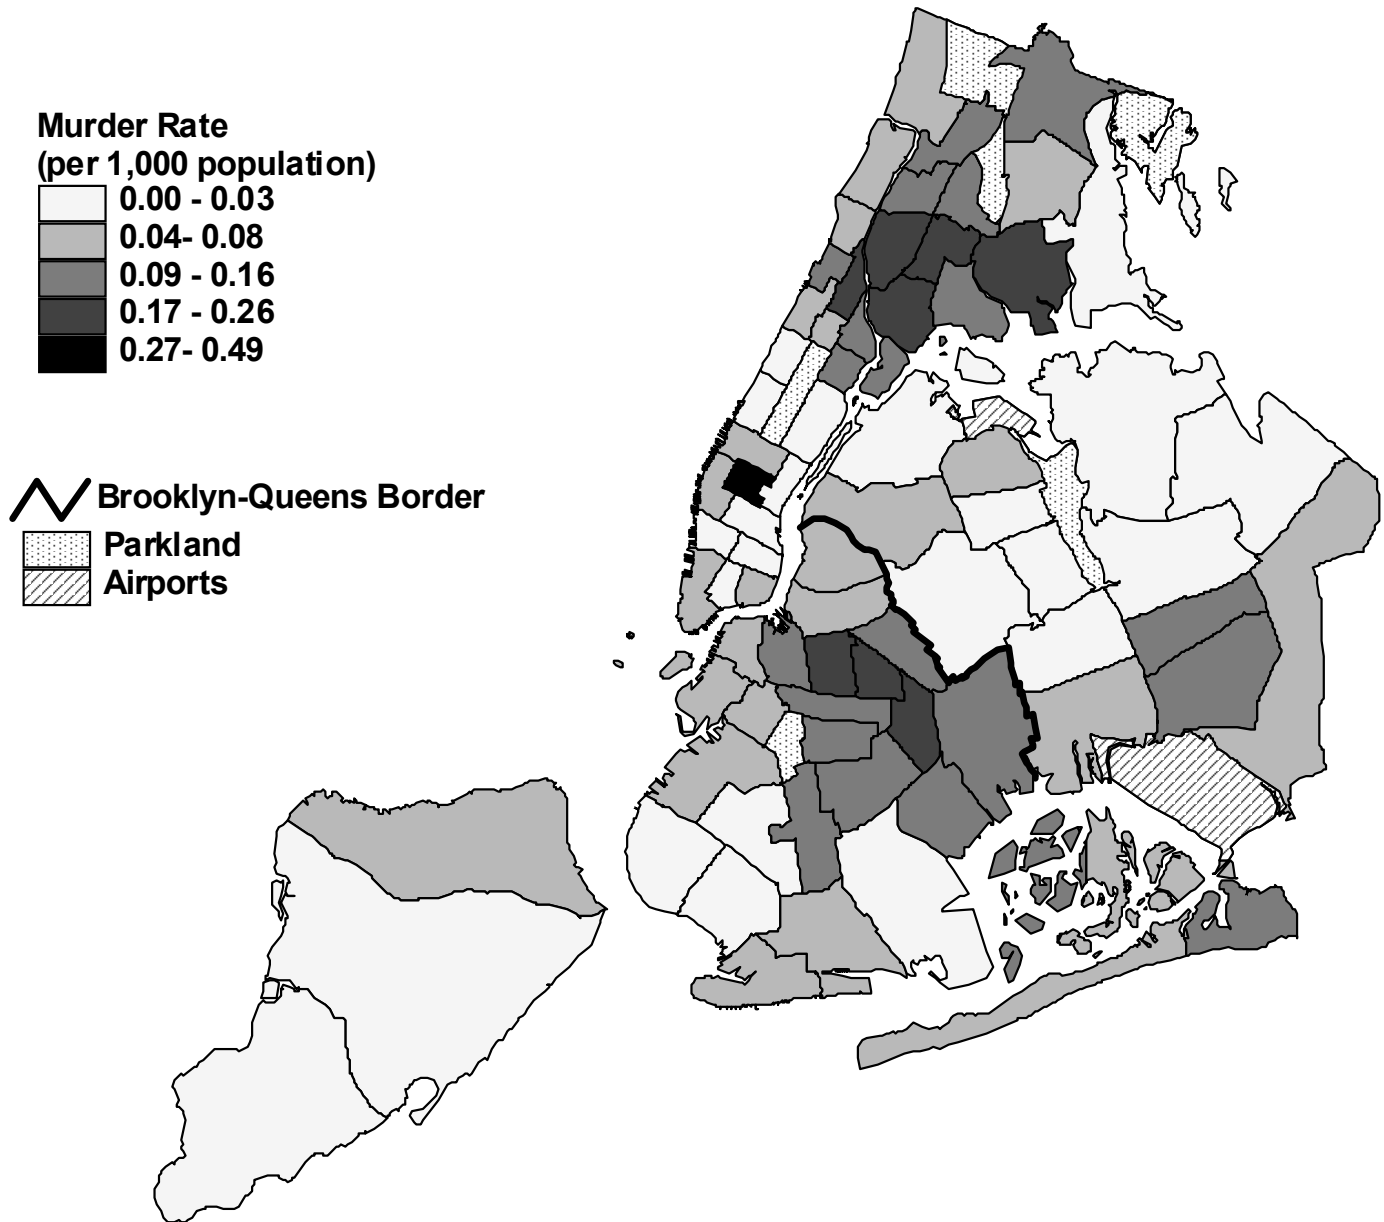 Murder Rate
(per 1,000 population)
0.00 - 0.03
0.04- 0.08
0.09 - 0.16
0.17 - 0.26
0.27- 0.49
Brooklyn-Queens Border
Parkland
Airports